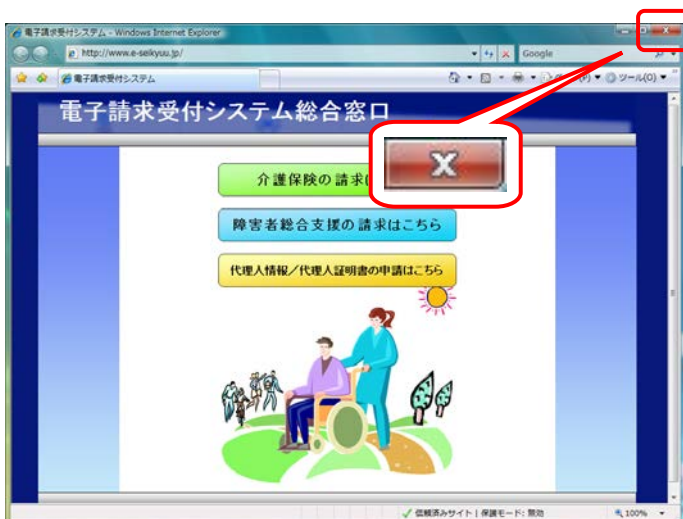 電子請求受付システム - Windows Internet Explorer
http://www.e-seikyuu.jp/
Google
電子請求受付システム
ツール(O)
電子請求受付システム総合窓口
介護保険の請求
障害者総合支援の請求はこちら
代理人情報／代理人証明書の申請はこちら
信頼済みサイト | 保護モード: 無効
100%